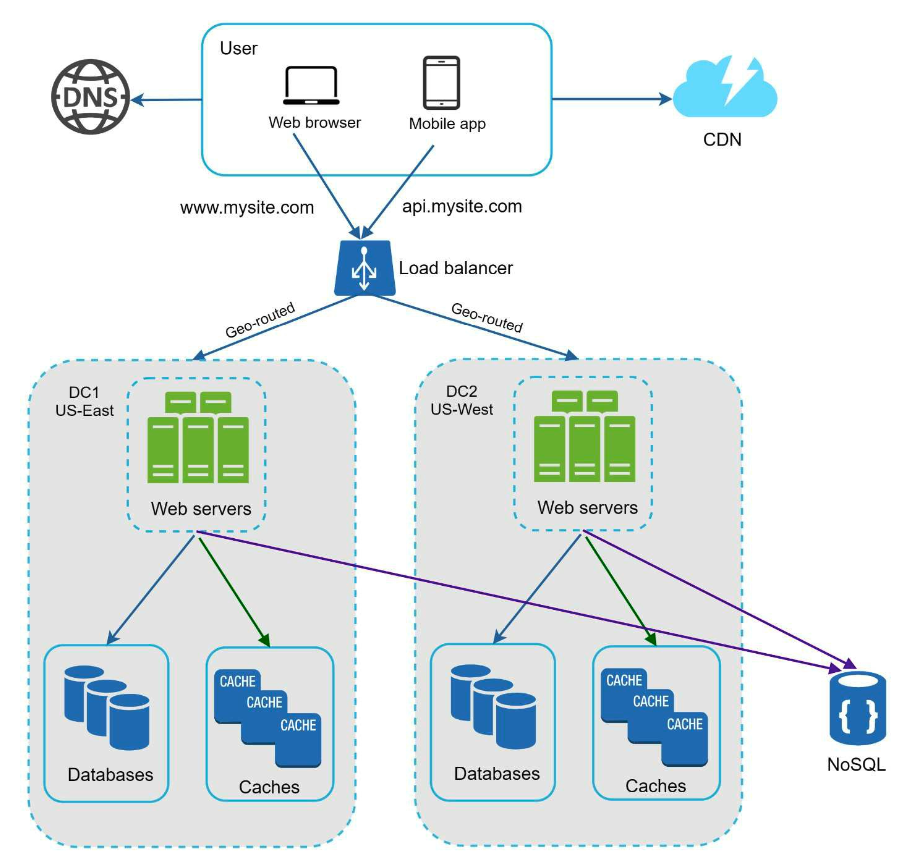 User
DNS
Web browser
Mobile app
CDN
www.mysite.com
api.mysite.com
Load balancer
Geo-routed
Geo-routed
DC1
US-East
DC2
US-West
Web servers
Web servers
CACHE
CACHE
CACHE
Databases
Caches
CACHE
CACHE
CACHE
Databases
Caches
{ }
NoSQL